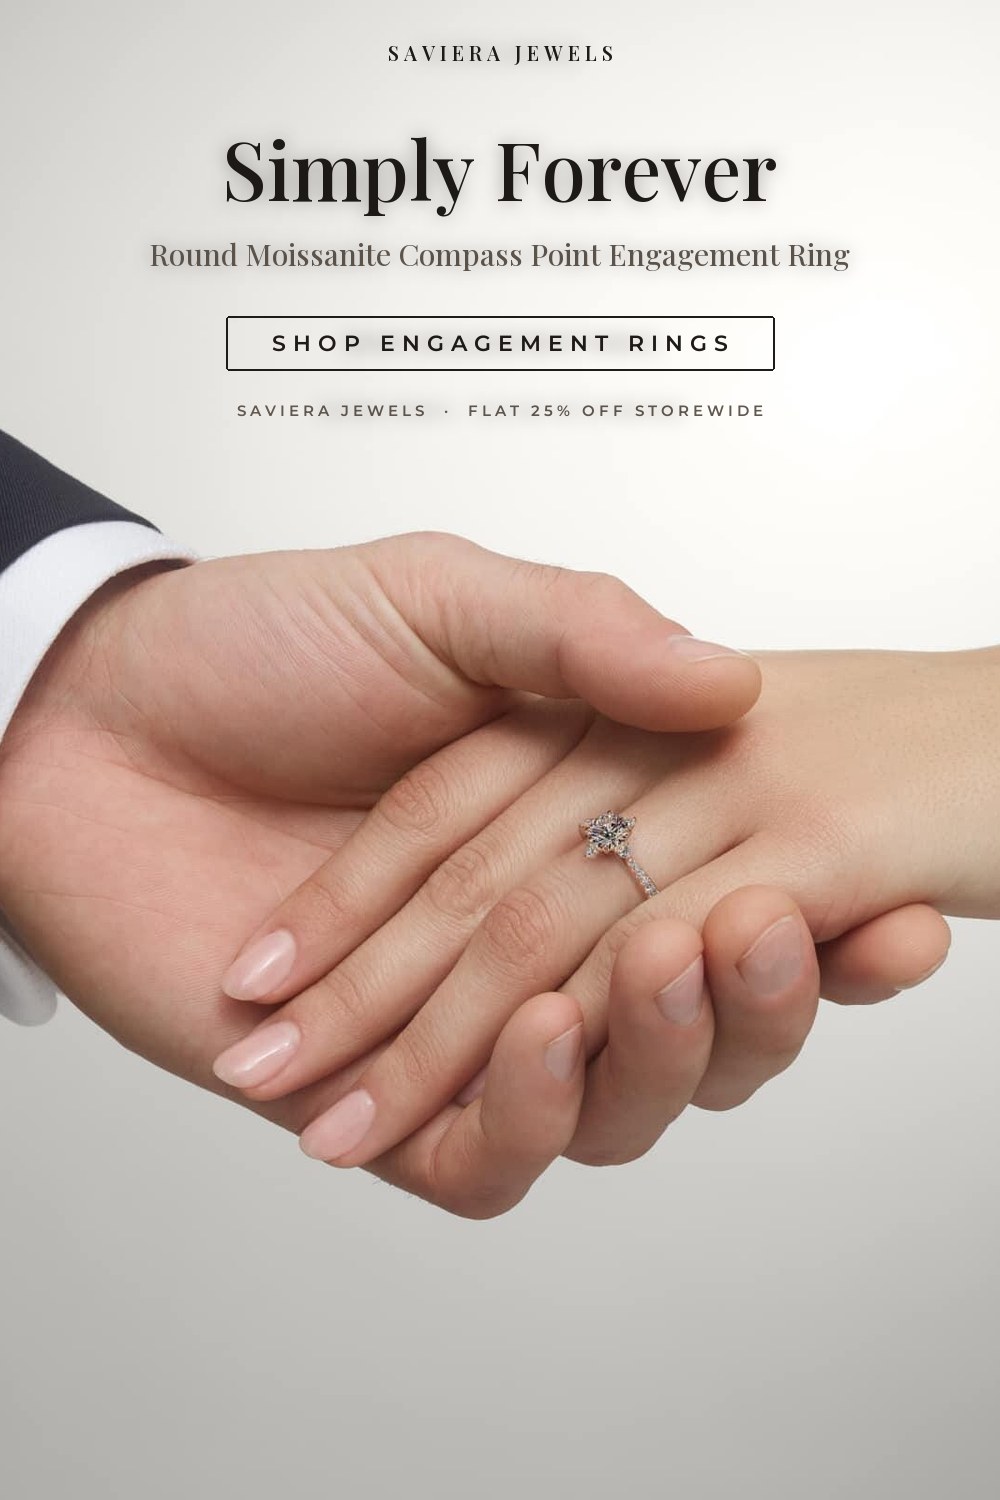 SAVIERA JEWELS
Simply Forever
Round Moissanite Compass Point Engagement Ring
SHOP ENGAGEMENT RINGS
SAVIERA JEWELS · FLAT 25% OFF STOREWIDE